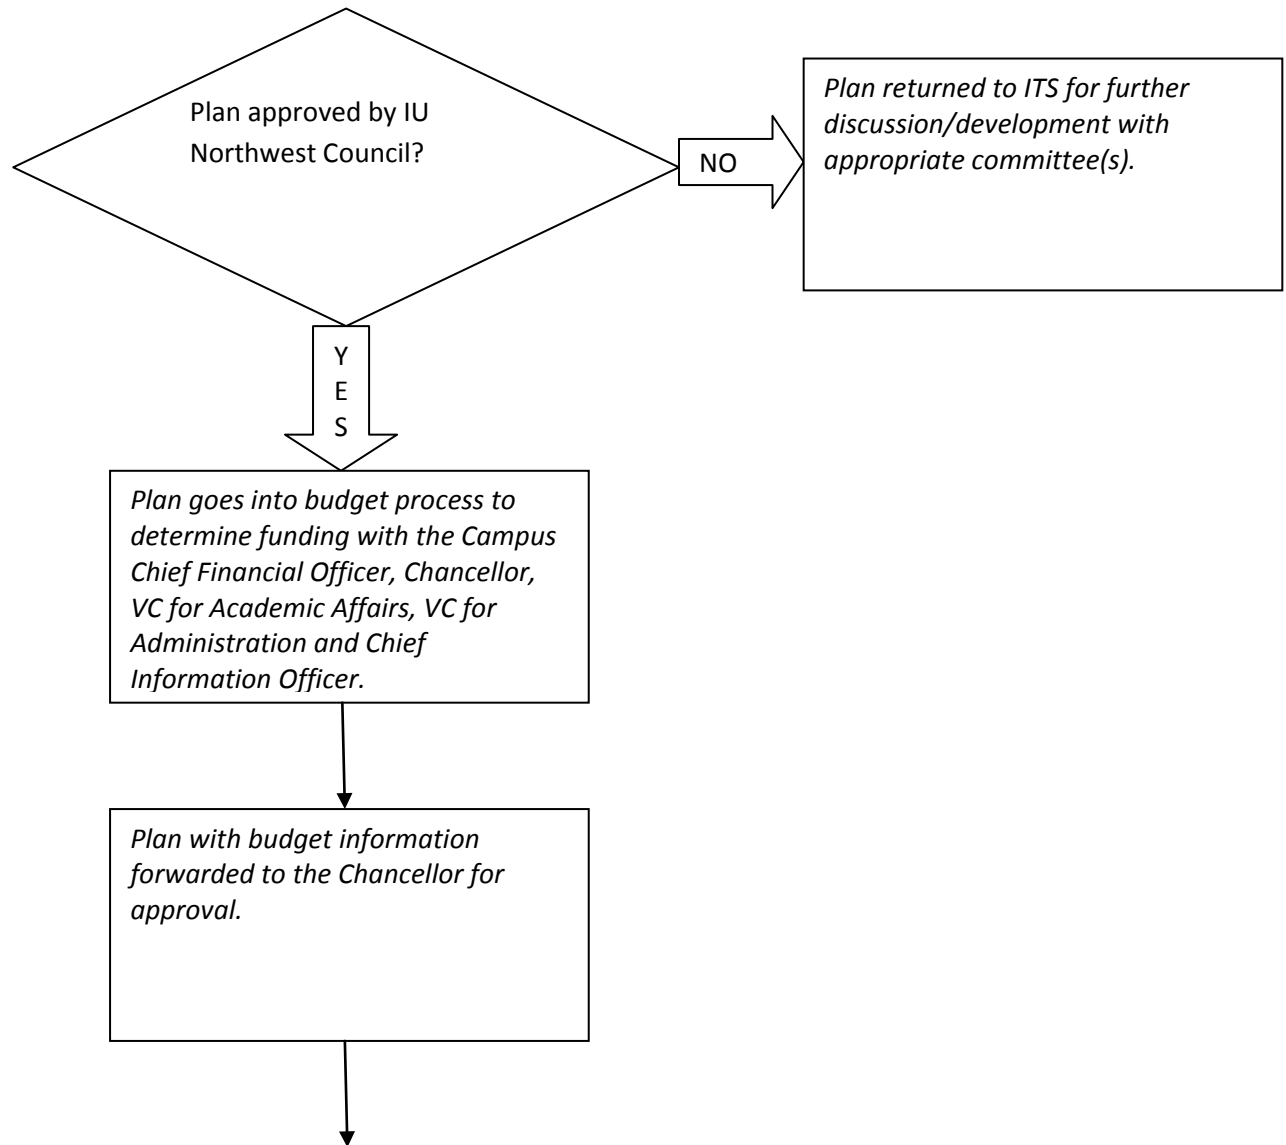 Plan approved by IU
Northwest Council?
NO
Plan returned to ITS for further
discussion/development with
appropriate committee(s).
Y
E
S
Plan goes into budget process to
determine funding with the Campus
Chief Financial Officer, Chancellor,
VC for Academic Affairs, VC for
Administration and Chief
Information Officer.
Plan with budget information
forwarded to the Chancellor for
approval.